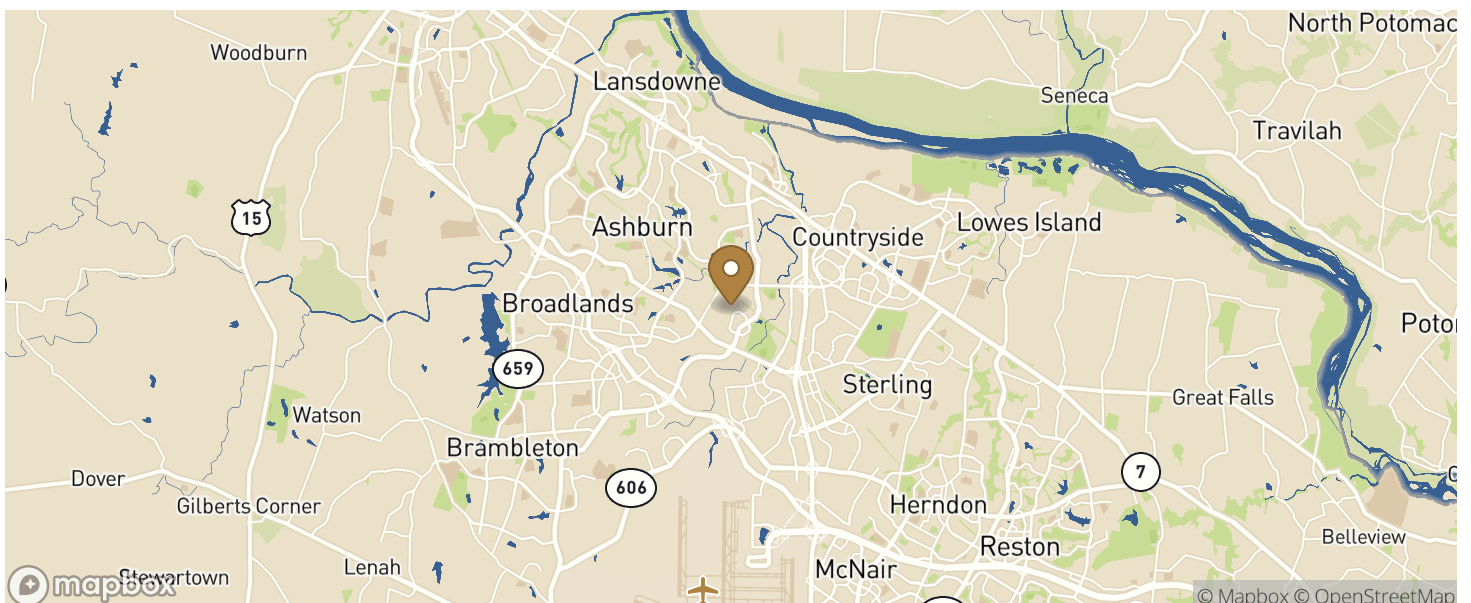 North Potomac
Woodburn
Lansdowne
Seneca
Travilah
15
Ashburn
Countryside
Lowes Island
Broadlands
Poto
659
Sterling
Great Falls
Watson
Brambleton
7
Dover
606
Gilberts Corner
Herndon
Belleview
Reston
Lenah
McNair
Stewartown
mapbox
© Mapbox © OpenStreetMap